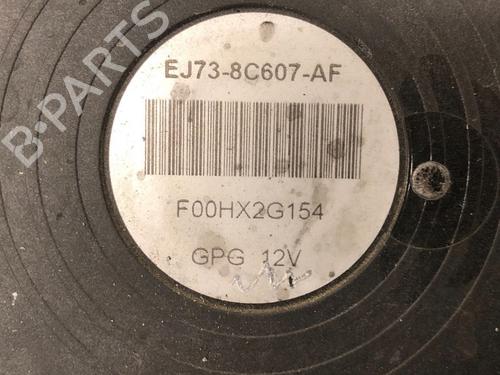 EJ73-8C607-AF
F00HX2G154
GPG 12V
B-PARTS